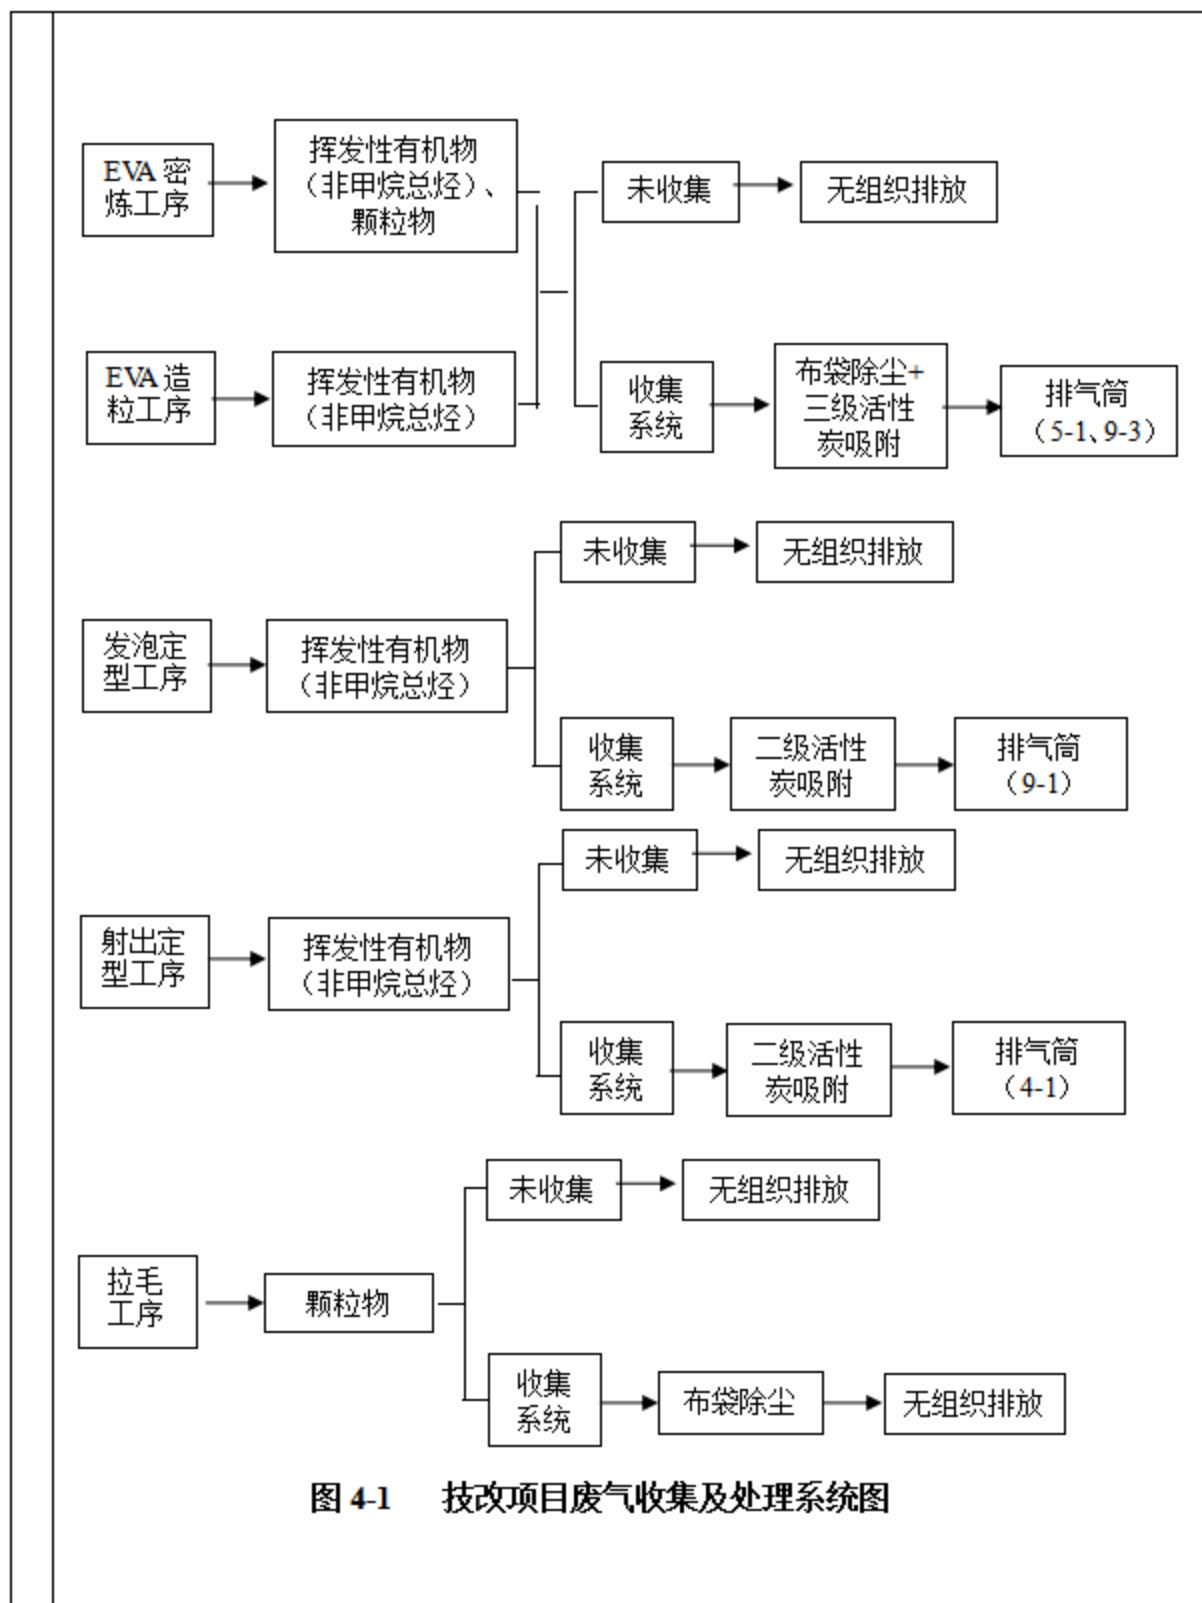 EVA 密
炼工序
挥发性有机物
（非甲烷总烃）、
颗粒物
未收集
无组织排放
EVA 造
粒工序
挥发性有机物
（非甲烷总烃）
收集
系统
布袋除尘+
三级活性
炭吸附
排气筒
（5-1、9-3）
未收集
无组织排放
发泡定
型工序
挥发性有机物
（非甲烷总烃）
收集
系统
二级活性
炭吸附
排气筒
（9-1）
未收集
无组织排放
射出定
型工序
挥发性有机物
（非甲烷总烃）
收集
系统
二级活性
炭吸附
排气筒
（4-1）
未收集
无组织排放
拉毛
工序
颗粒物
收集
系统
布袋除尘
无组织排放
图 4-1 技改项目废气收集及处理系统图